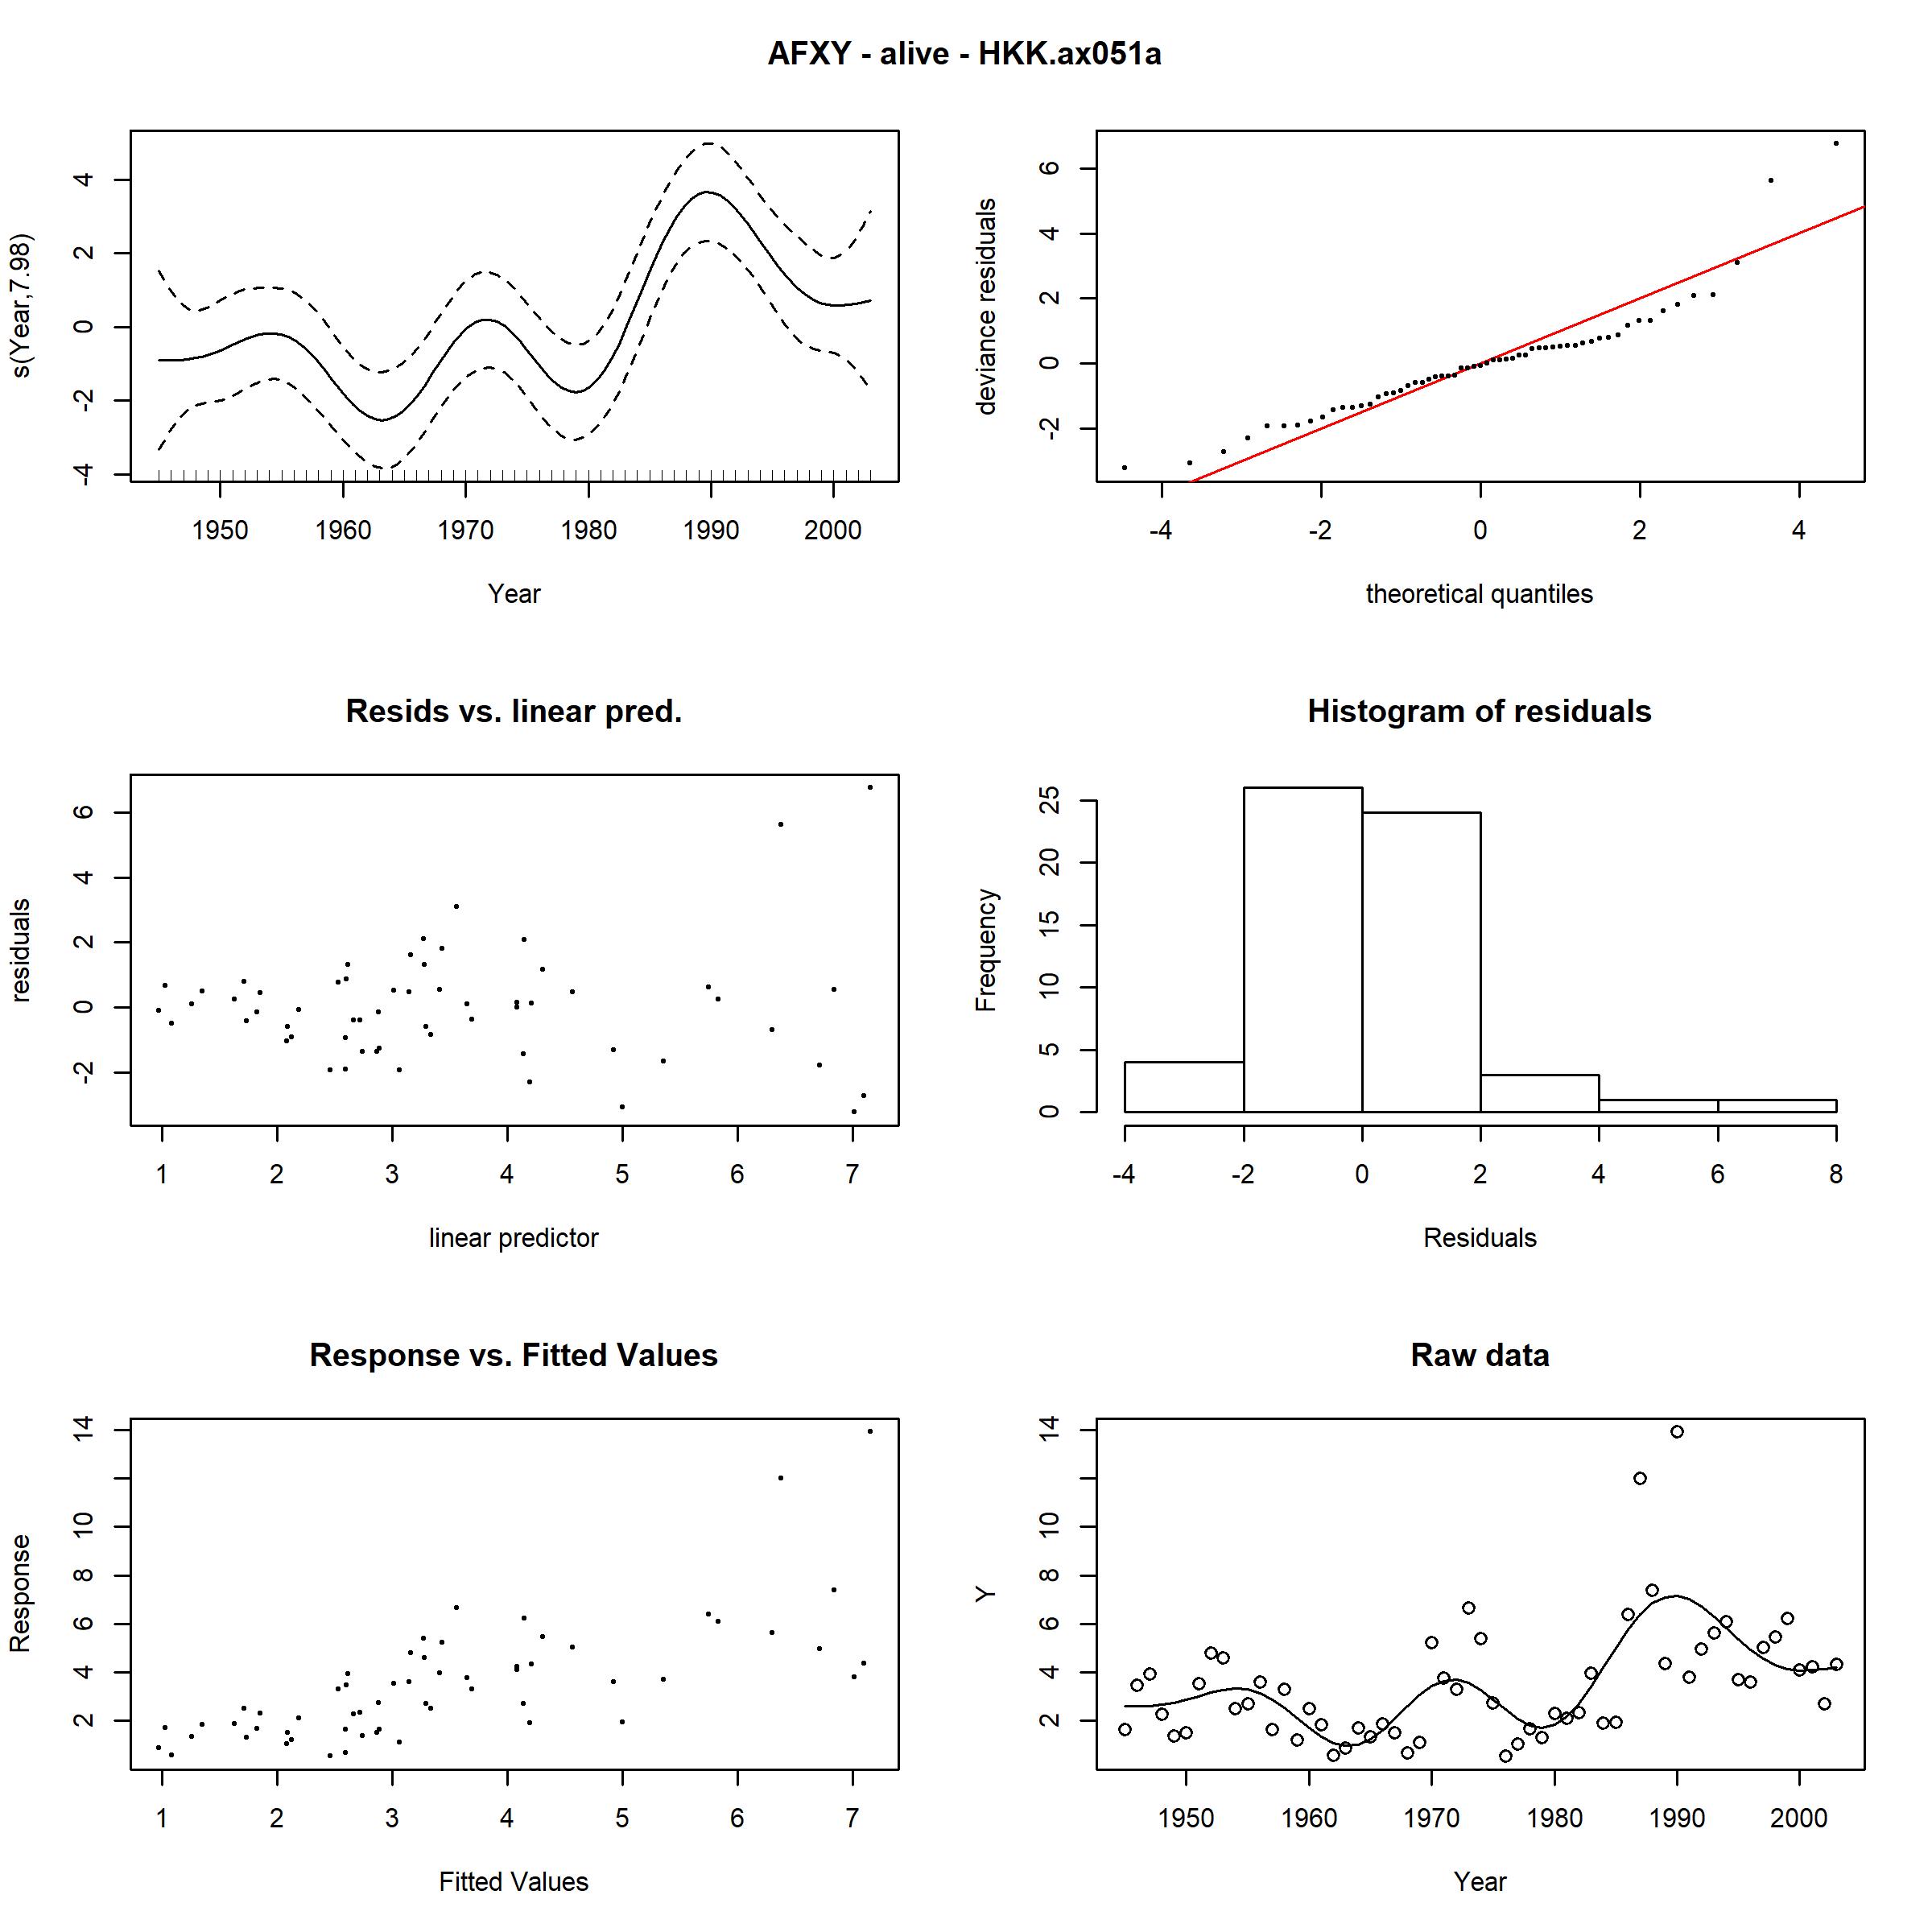 AFXY - alive - HKK.ax051a
s(Year,7.98)
4
2
0
-2
-4
1950 1960 1970 1980 1990 2000
Year
deviance residuals
6
4
2
0
-2
-4 -2 0 2 4
theoretical quantiles
Resids vs. linear pred.
residuals
6
4
2
0
-2
1 2 3 4 5 6 7
linear predictor
Histogram of residuals
Frequency
25
20
15
10
5
0
-4 -2 0 2 4 6 8
Residuals
Response vs. Fitted Values
Response
14
10
8
6
4
2
1 2 3 4 5 6 7
Fitted Values
Raw data
Y
14
10
8
6
4
2
1950 1960 1970 1980 1990 2000
Year